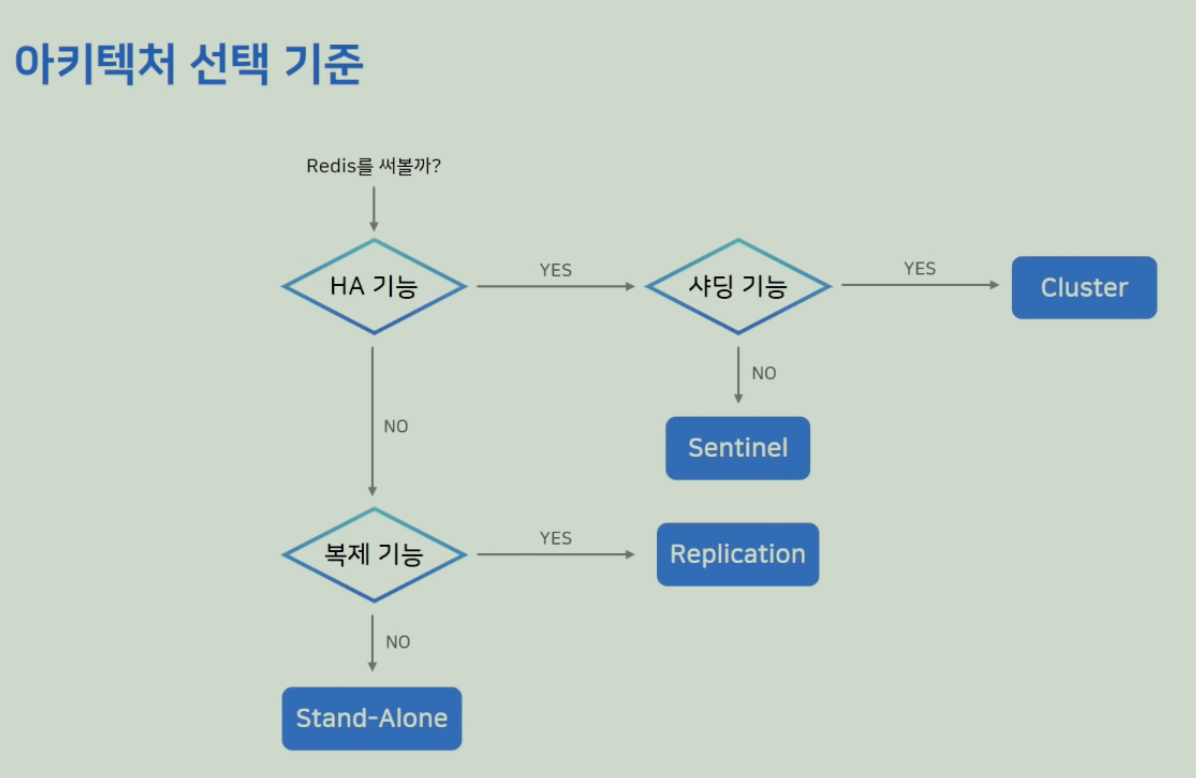 아키텍처 선택 기준
Redis를 써볼까?
HA 기능
YES
샤딩 기능
YES
Cluster
NO
Sentinel
NO
복제 기능
YES
Replication
NO
Stand-Alone